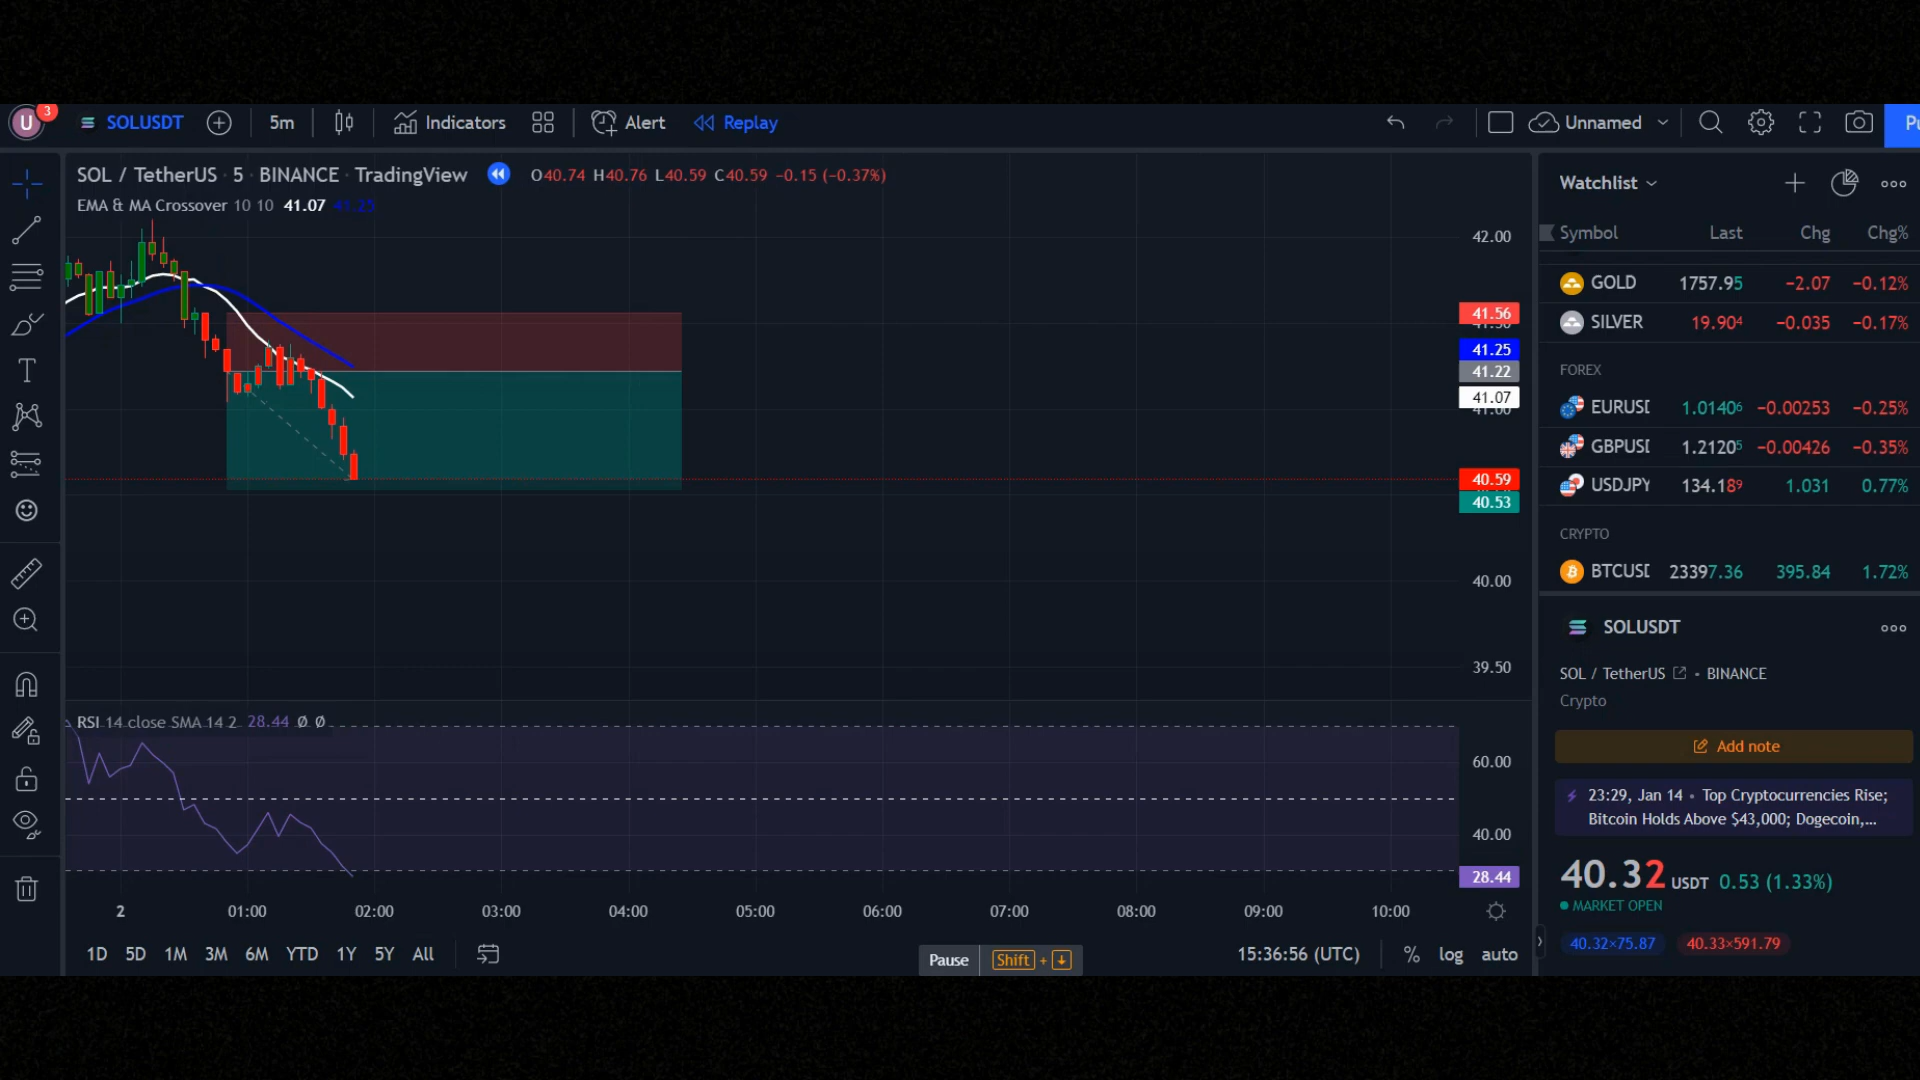 U 3 SOLUSDT 5m Indicators Alert Replay Unnamed Pu
SOL / TetherUS · 5 · BINANCE · TradingView O40.74 H40.76 L40.59 C40.59 −0.15 (−0.37%)
EMA & MA Crossover 10 10 41.07 41.25
42.00
41.56
41.25
41.22
41.07
40.59
40.53
40.00
39.50
RSI 14 close SMA 14 2 28.44 Ø Ø
60.00
40.00
28.44
2 01:00 02:00 03:00 04:00 05:00 06:00 07:00 08:00 09:00 10:00
1D 5D 1M 3M 6M YTD 1Y 5Y All
Pause Shift + ↓
15:36:56 (UTC) % log auto
Watchlist
Symbol Last Chg Chg%
GOLD 1757.95 −2.07 −0.12%
SILVER 19.904 −0.035 −0.17%
FOREX
EURUSD 1.01406 −0.00253 −0.25%
GBPUSD 1.21205 −0.00426 −0.35%
USDJPY 134.189 1.031 0.77%
CRYPTO
BTCUSD 23397.36 395.84 1.72%
SOLUSDT
SOL / TetherUS • BINANCE
Crypto
Add note
23:29, Jan 14 • Top Cryptocurrencies Rise;
Bitcoin Holds Above $43,000; Dogecoin,...
40.32 USDT 0.53 (1.33%)
MARKET OPEN
40.32×75.87 40.33×591.79